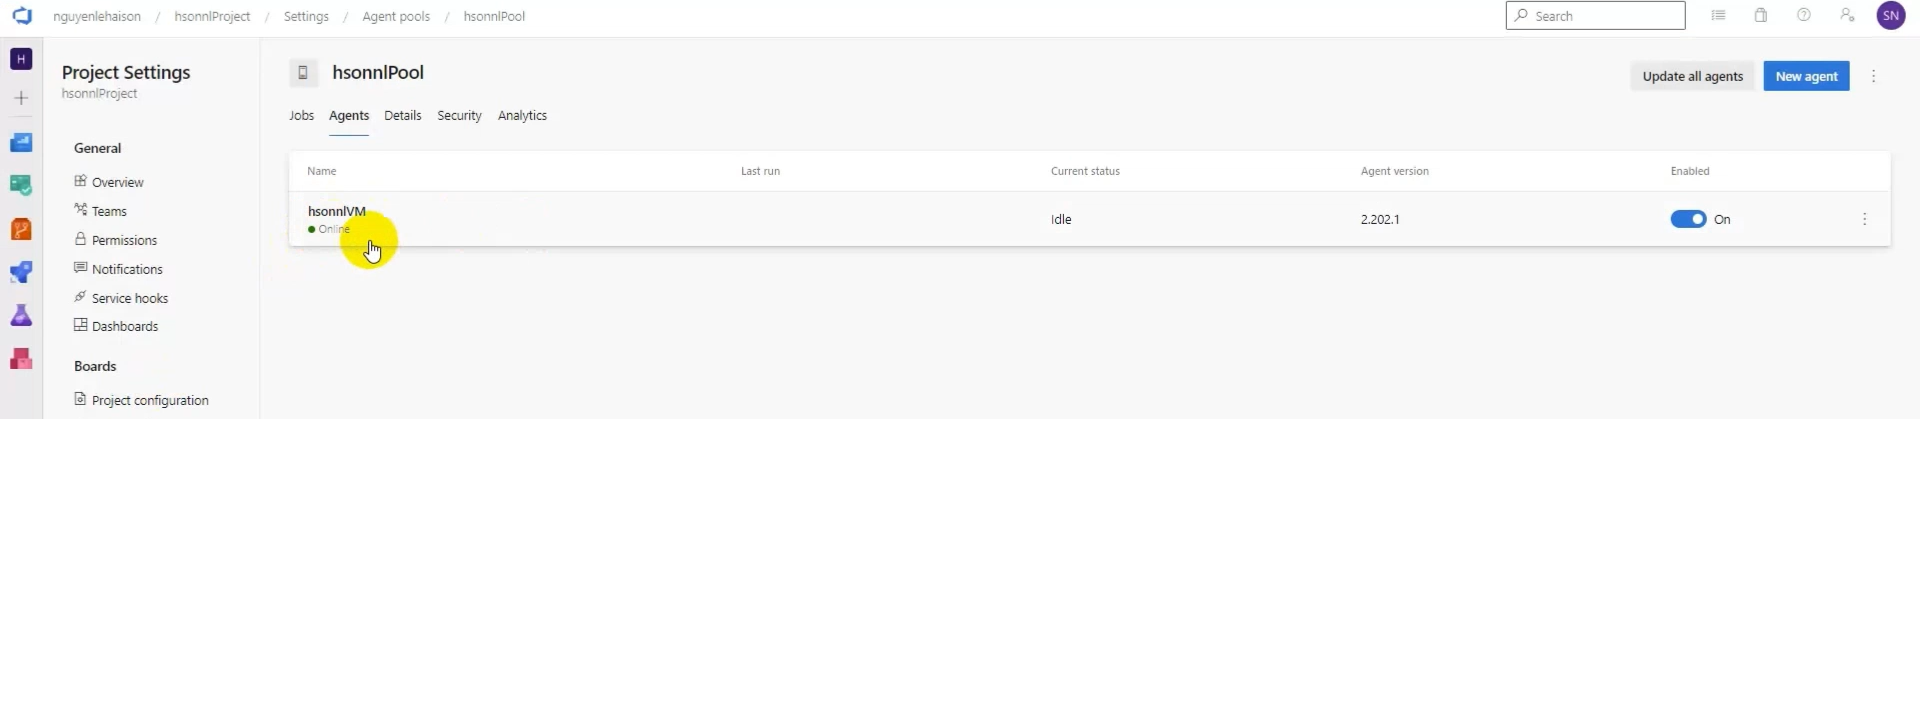 nguyenlehaison / hsonnlProject / Settings / Agent pools / hsonnlPool
Search
SN
H
Project Settings
hsonnlProject
General
Overview
Teams
Permissions
Notifications
Service hooks
Dashboards
Boards
Project configuration
hsonnlPool
Update all agents
New agent
Jobs Agents Details Security Analytics
Name Last run Current status Agent version Enabled
hsonnlVM
Online
Idle 2.202.1 On